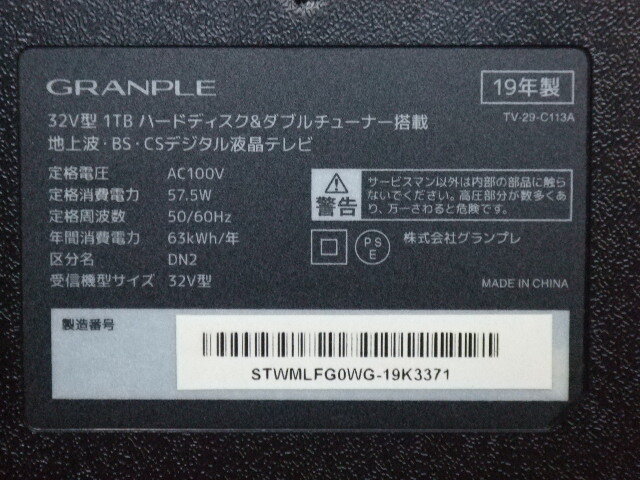 GRANPLE
19年製
32V型 1TB ハードディスク&ダブルチューナー搭載
TV-29-C113A
地上波・BS・CSデジタル液晶テレビ
定格電圧 AC100V
定格消費電力 57.5W
定格周波数 50/60Hz
年間消費電力 63kWh/年
区分名 DN2
受信機型サイズ 32V型
警告
サービスマン以外は内部の部品に触ら
ないでください。高圧部分が数多くあ
り、万一さわると危険です。
PSE
株式会社グランプレ
MADE IN CHINA
製造番号
STWMLFG0WG-19K3371